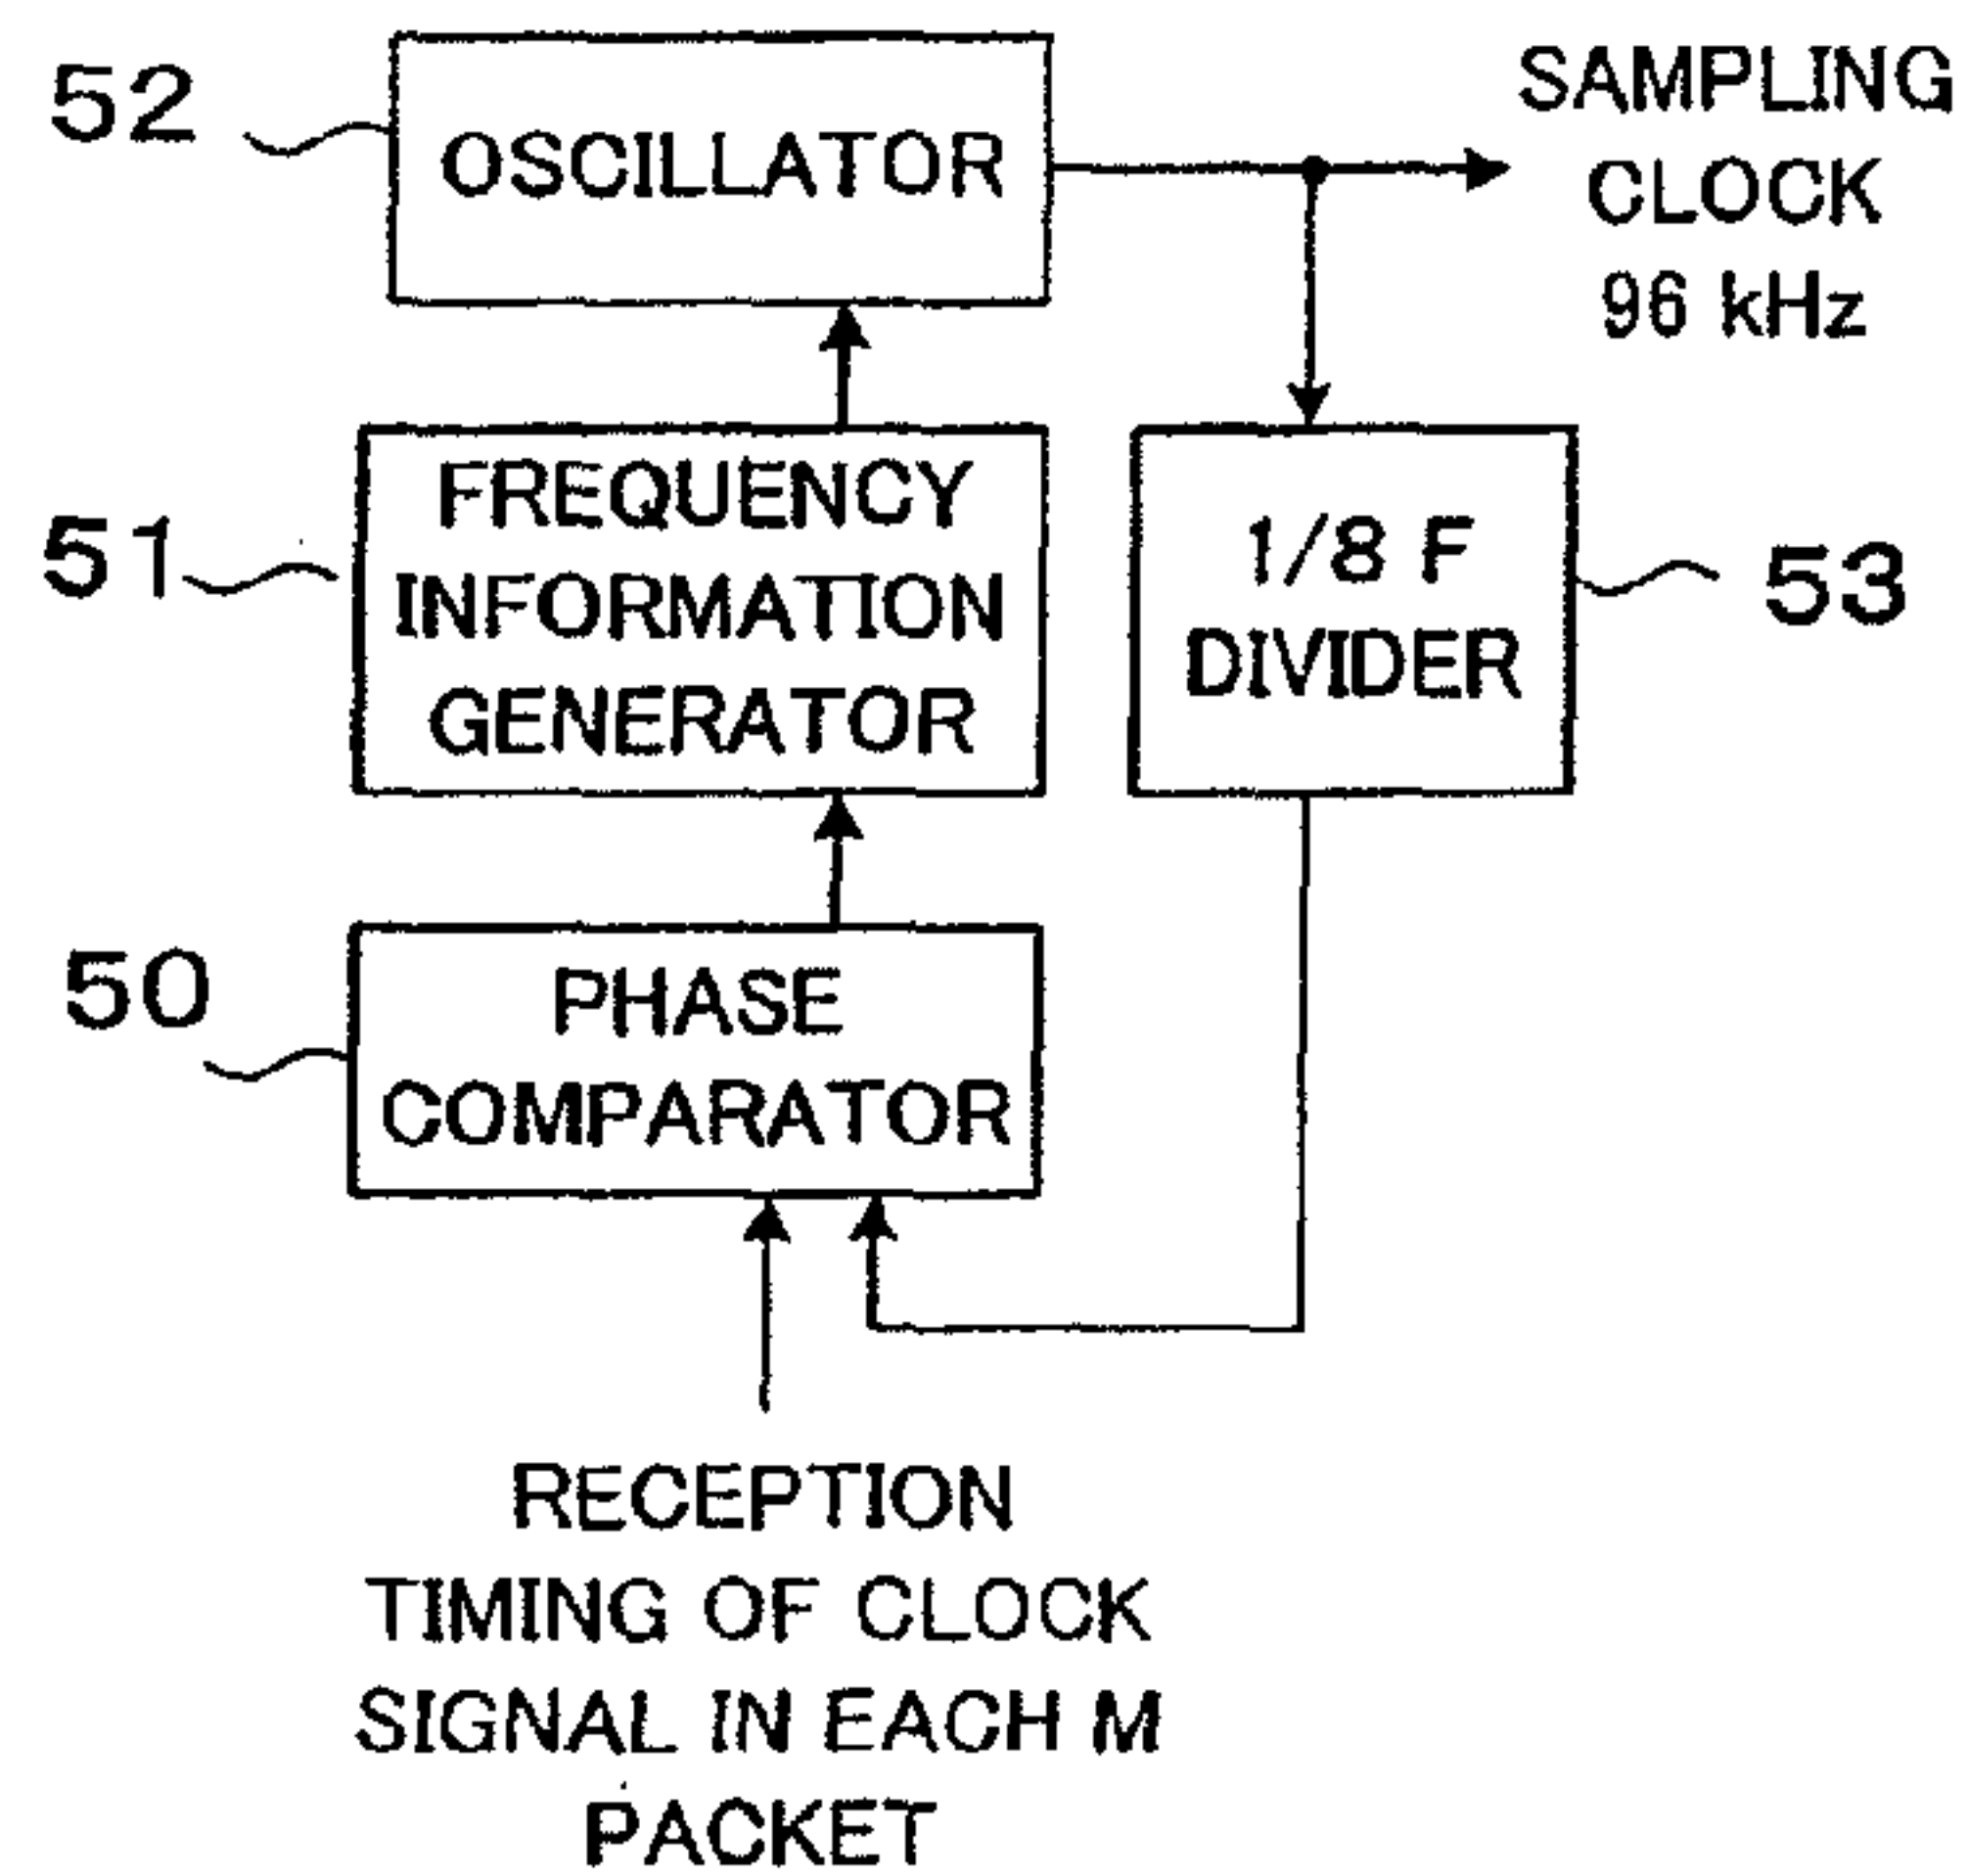 52
OSCILLATOR
SAMPLING
CLOCK
96 kHz
51
FREQUENCY
INFORMATION
GENERATOR
1/8 F
DIVIDER
53
50
PHASE
COMPARATOR
RECEPTION
TIMING OF CLOCK
SIGNAL IN EACH M
PACKET